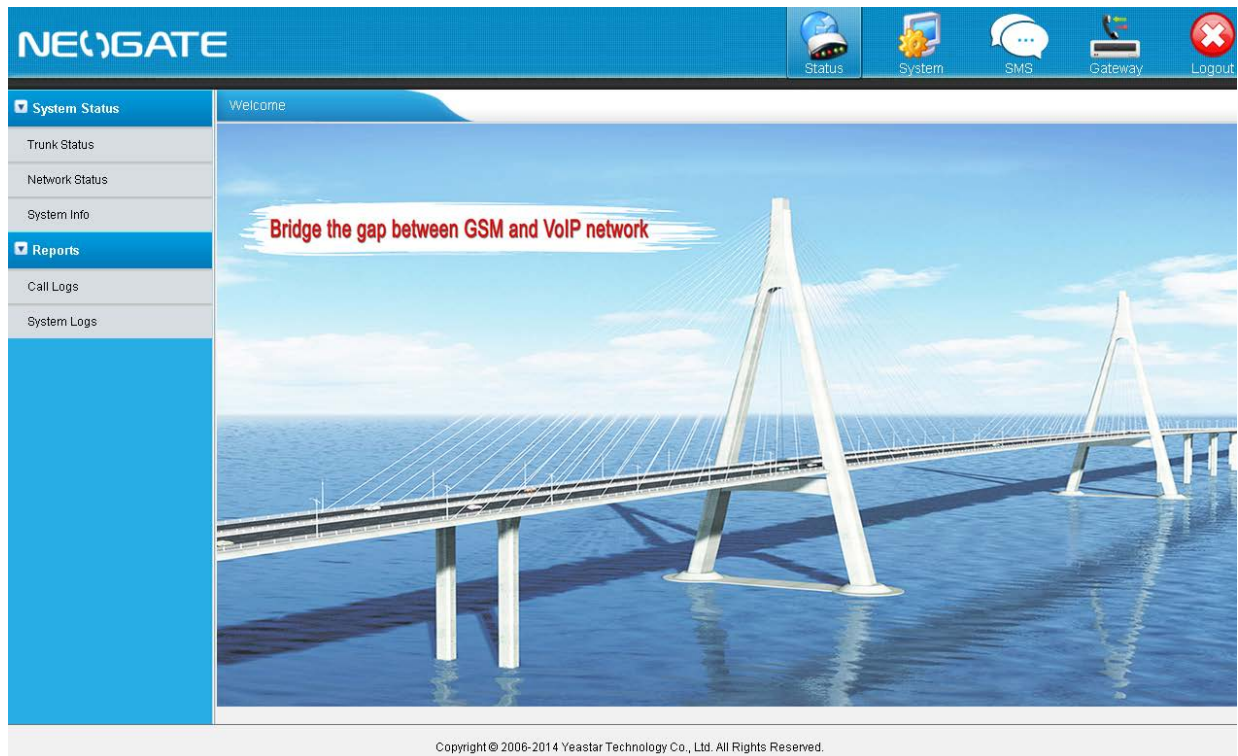 NEOGATE
Status
System
SMS
Gateway
Logout
System Status
Trunk Status
Network Status
System Info
Reports
Call Logs
System Logs
Welcome
Bridge the gap between GSM and VoIP network
Copyright © 2006-2014 Yeastar Technology Co., Ltd. All Rights Reserved.